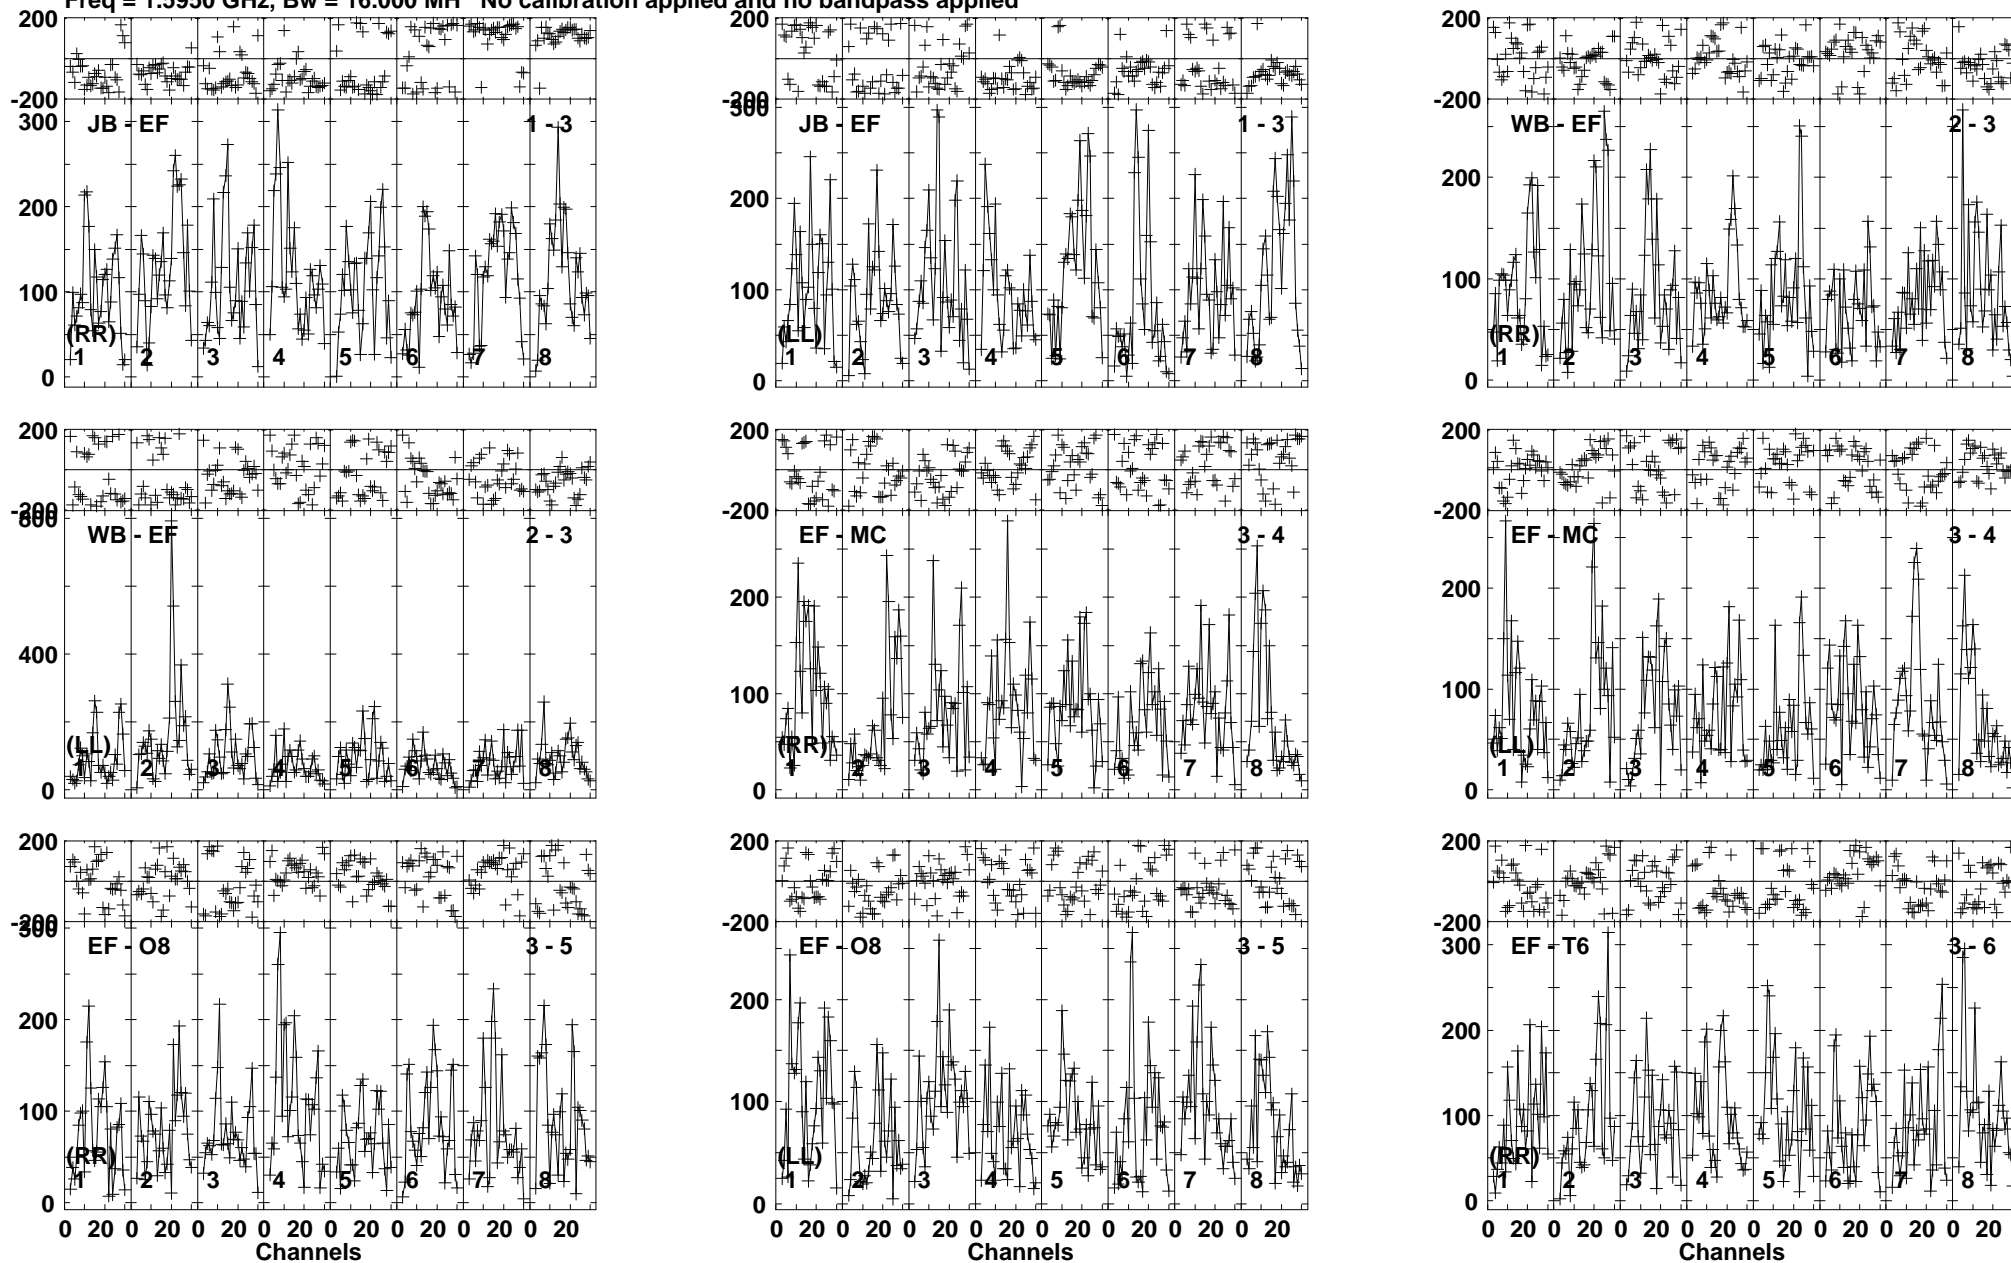 Freq = 1.5950 GHz, Bw = 16.000 MH No calibration applied and no bandpass applied
200 200 200
-200 -200 -200
300 JB - EF 1 - 3 300 JB - EF 1 - 3 WB - EF 2 - 3
200 200 200
100 100 100
(RR) (LL) (RR)
1 2 3 4 5 6 7 8 1 2 3 4 5 6 7 8 1 2 3 4 5 6 7 8
0 0 0
200 200 200
-200 -200 -200
800 WB - EF 2 - 3 EF - MC 3 - 4 EF - MC 3 - 4
200 200
400
100 100
(LL) (RR) (LL)
1 2 3 4 5 6 7 8 1 2 3 4 5 6 7 8 1 2 3 4 5 6 7 8
0 0 0
200 200 200
-200 -200 -200
300 EF - O8 3 - 5 EF - O8 3 - 5 300 EF - T6 3 - 6
200 200 200
100 100 100
(RR) (LL) (RR)
1 2 3 4 5 6 7 8 1 2 3 4 5 6 7 8 1 2 3 4 5 6 7 8
0 0 0
0 20 0 20 0 20 0 20 0 20 0 20 0 20 0 20 0 20 0 20 0 20 0 20 0 20 0 20 0 20 0 20 0 20 0 20 0 20 0 20 0 20 0 20 0 20 0 20
Channels Channels Channels